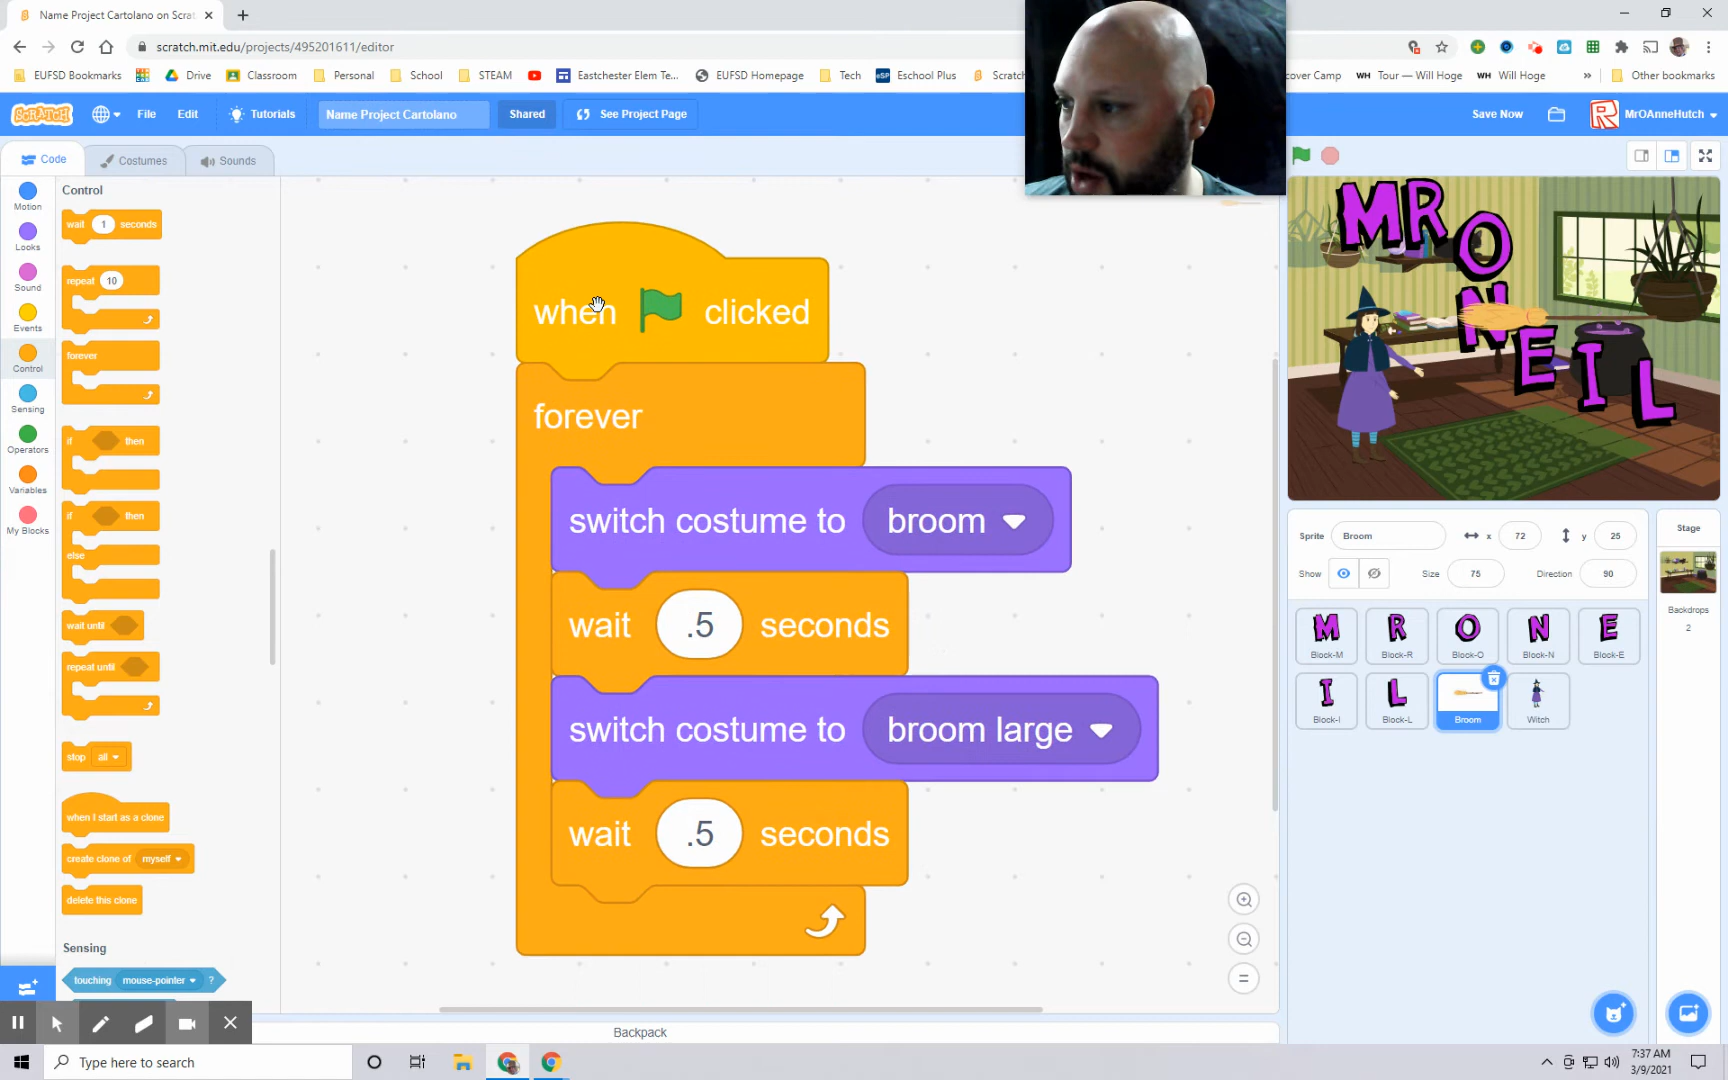 Name Project Cartolano on Scrat
scratch.mit.edu/projects/495201611/editor
EUFSD Bookmarks
Drive
Classroom
Personal
School
STEAM
Eastchester Elem Te...
EUFSD Homepage
Tech
eSP Eschool Plus
Scratch
over Camp
WH Tour — Will Hoge
WH Will Hoge
»
Other bookmarks
SCRATCH
File
Edit
Tutorials
Name Project Cartolano
Shared
See Project Page
Save Now
MrOAnneHutch
Code
Costumes
Sounds
Motion
Looks
Sound
Events
Control
Sensing
Operators
Variables
My Blocks
Control
wait 1 seconds
repeat 10
forever
if then
if then
else
wait until
repeat until
stop all
when I start as a clone
create clone of myself
delete this clone
Sensing
touching mouse-pointer ?
when clicked
forever
switch costume to broom
wait .5 seconds
switch costume to broom large
wait .5 seconds
Backpack
MR
O
N
E
I
L
Sprite Broom x 72 y 25
Show Size 75 Direction 90
M R O N E
Block-M Block-R Block-O Block-N Block-E
I L
Block-I Block-L Broom Witch
Stage
Backdrops
2
Type here to search
7:37 AM
3/9/2021